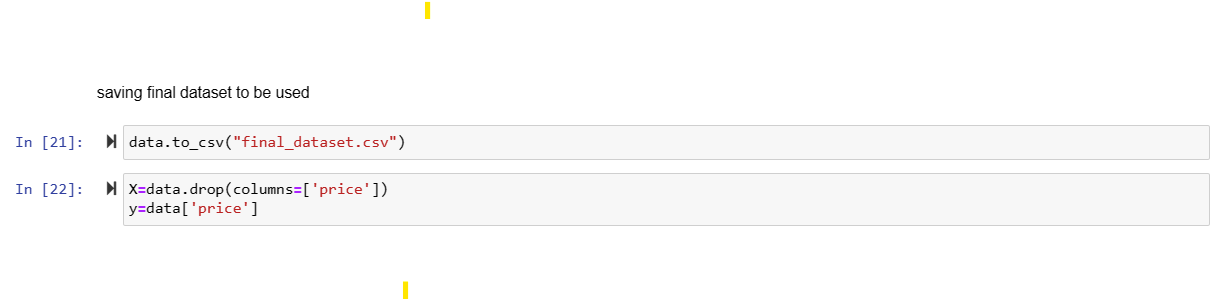 saving final dataset to be used
In [21]: data.to_csv("final_dataset.csv")
In [22]: X=data.drop(columns=['price'])
y=data['price']